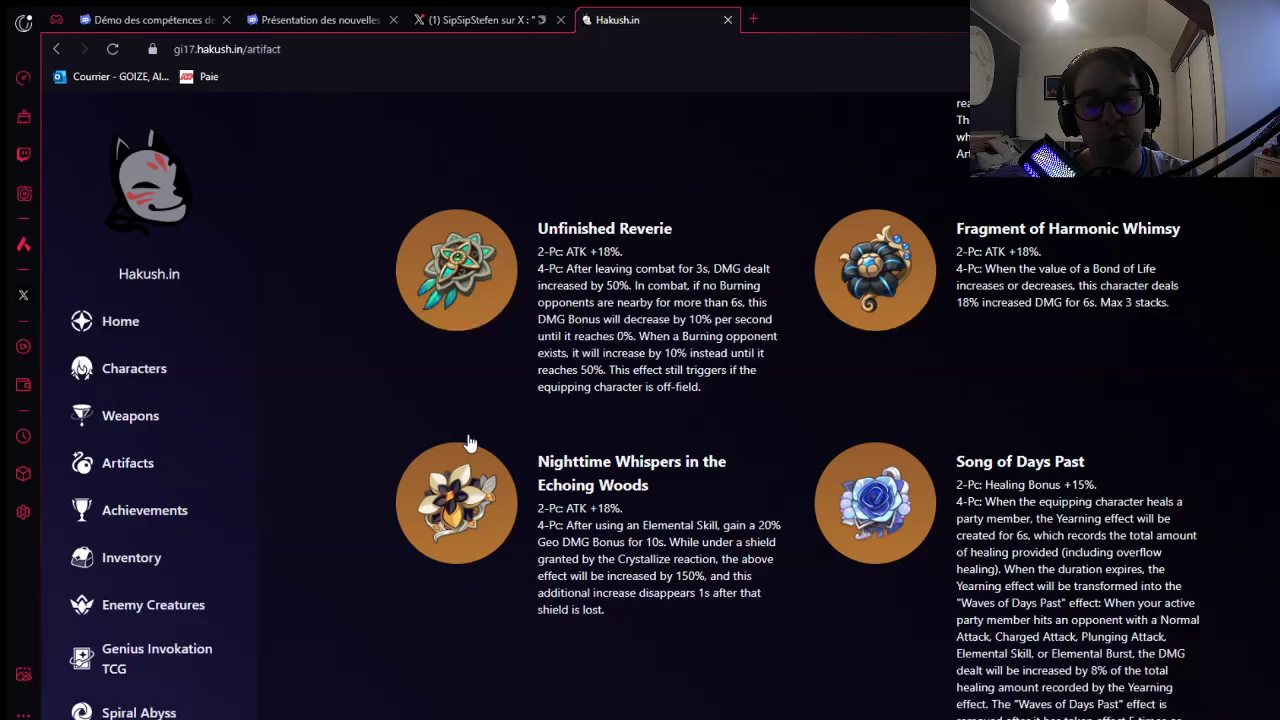 Démo des compétences de
Présentation des nouvelles
(1) SipSipStefen sur X : "
Hakush.in
gi17.hakush.in/artifact
Courrier - GOIZE, Al...
Paie
Hakush.in
Home
Characters
Weapons
Artifacts
Achievements
Inventory
Enemy Creatures
Genius Invokation
TCG
Spiral Abyss
Unfinished Reverie
2-Pc: ATK +18%.
4-Pc: After leaving combat for 3s, DMG dealt
increased by 50%. In combat, if no Burning
opponents are nearby for more than 6s, this
DMG Bonus will decrease by 10% per second
until it reaches 0%. When a Burning opponent
exists, it will increase by 10% instead until it
reaches 50%. This effect still triggers if the
equipping character is off-field.
Fragment of Harmonic Whimsy
2-Pc: ATK +18%.
4-Pc: When the value of a Bond of Life
increases or decreases, this character deals
18% increased DMG for 6s. Max 3 stacks.
Nighttime Whispers in the
Echoing Woods
2-Pc: ATK +18%.
4-Pc: After using an Elemental Skill, gain a 20%
Geo DMG Bonus for 10s. While under a shield
granted by the Crystallize reaction, the above
effect will be increased by 150%, and this
additional increase disappears 1s after that
shield is lost.
Song of Days Past
2-Pc: Healing Bonus +15%.
4-Pc: When the equipping character heals a
party member, the Yearning effect will be
created for 6s, which records the total amount
of healing provided (including overflow
healing). When the duration expires, the
Yearning effect will be transformed into the
"Waves of Days Past" effect: When your active
party member hits an opponent with a Normal
Attack, Charged Attack, Plunging Attack,
Elemental Skill, or Elemental Burst, the DMG
dealt will be increased by 8% of the total
healing amount recorded by the Yearning
effect. The "Waves of Days Past" effect is